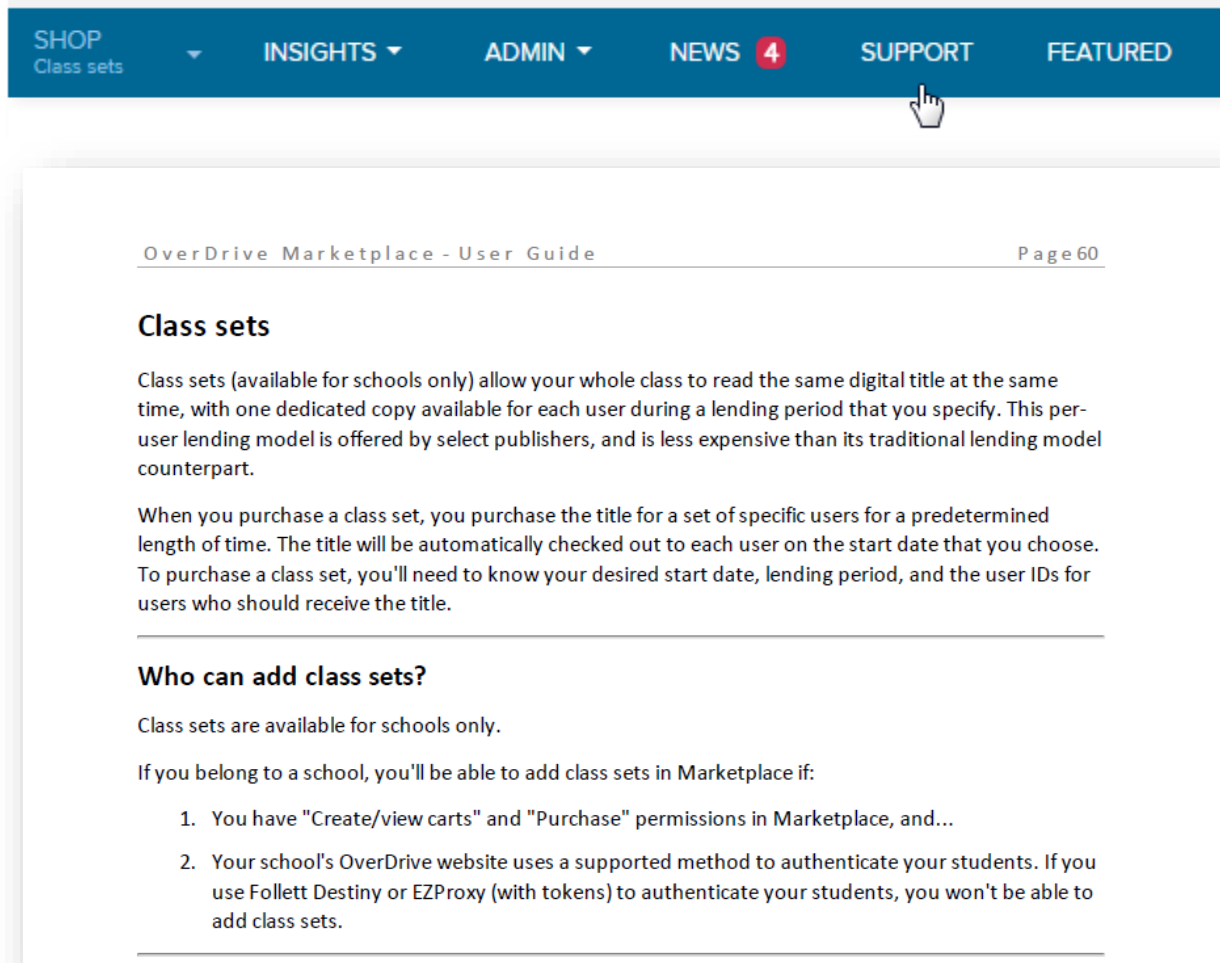 SHOP
Class sets
INSIGHTS
ADMIN
NEWS 4
SUPPORT
FEATURED
OverDrive Marketplace - User Guide Page 60
Class sets
Class sets (available for schools only) allow your whole class to read the same digital title at the same
time, with one dedicated copy available for each user during a lending period that you specify. This per-
user lending model is offered by select publishers, and is less expensive than its traditional lending model
counterpart.
When you purchase a class set, you purchase the title for a set of specific users for a predetermined
length of time. The title will be automatically checked out to each user on the start date that you choose.
To purchase a class set, you'll need to know your desired start date, lending period, and the user IDs for
users who should receive the title.
Who can add class sets?
Class sets are available for schools only.
If you belong to a school, you'll be able to add class sets in Marketplace if:
1. You have "Create/view carts" and "Purchase" permissions in Marketplace, and...
2. Your school's OverDrive website uses a supported method to authenticate your students. If you
use Follett Destiny or EZProxy (with tokens) to authenticate your students, you won't be able to
add class sets.